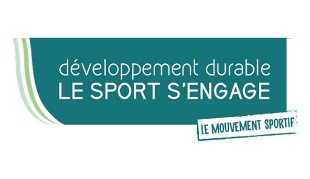 développement durable
LE SPORT S'ENGAGE
LE MOUVEMENT SPORTIF